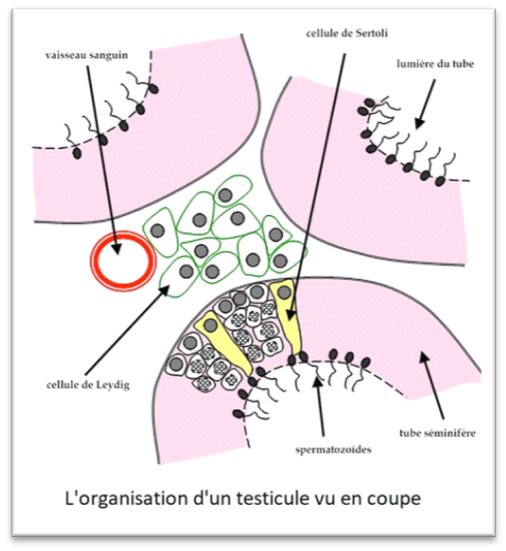 cellule de Sertoli
vaisseau sanguin
lumière du tube
cellule de Leydig
tube séminifère
spermatozoïdes
L'organisation d'un testicule vu en coupe